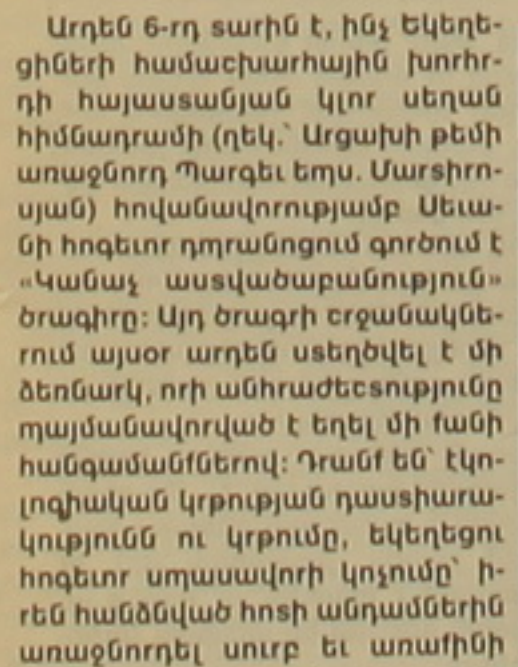 Արդեն 6-րդ տարին է, ինչ Եկեղե-
ցիների համաշխարհային խորհր-
դի հայաստանյան կլոր սեղան
հիմնադրամի (ղեկ.՝ Արցախի թեմի
առաջնորդ Պարգեւ եպս. Մարտիրո-
սյան) հովանավորությամբ Սեւա-
նի հոգեւոր դպրանոցում գործում է
«Կանաչ աստվածաբանություն»
ծրագիրը: Այդ ծրագրի շրջանակնե-
րում այսօր արդեն ստեղծվել է մի
ձեռնարկ, որի անհրաժեշտությունը
պայմանավորված է եղել մի քանի
հանգամանքներով: Դրանք են՝ էկո-
լոգիական կրթության դաստիարա-
կությունն ու կրթումը, եկեղեցու
հոգեւոր սպասավորի կոչումը՝ ի-
րեն հանձնված հոտի անդամներին
առաջնորդել սուրբ եւ առաքինի